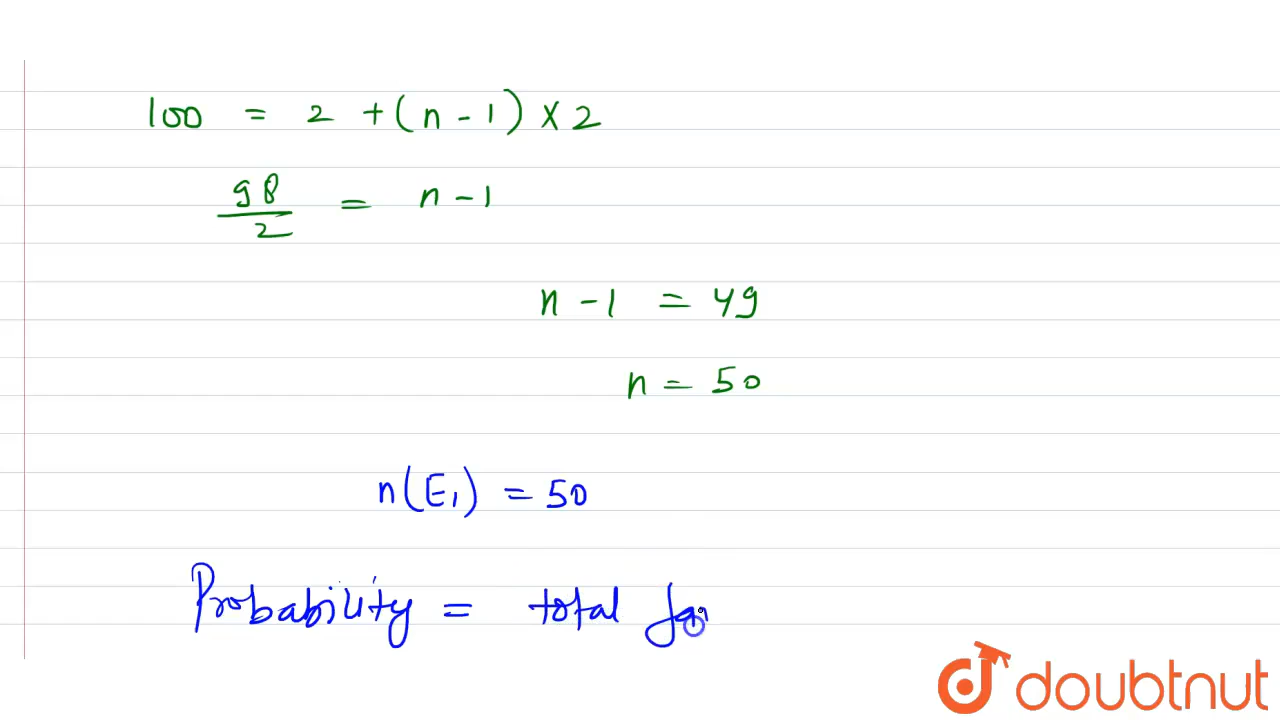 100 = 2 + (n - 1) × 2
98/2 = n - 1
n - 1 = 49
n = 50
n(E1) = 50
Probability = total
doubtnut